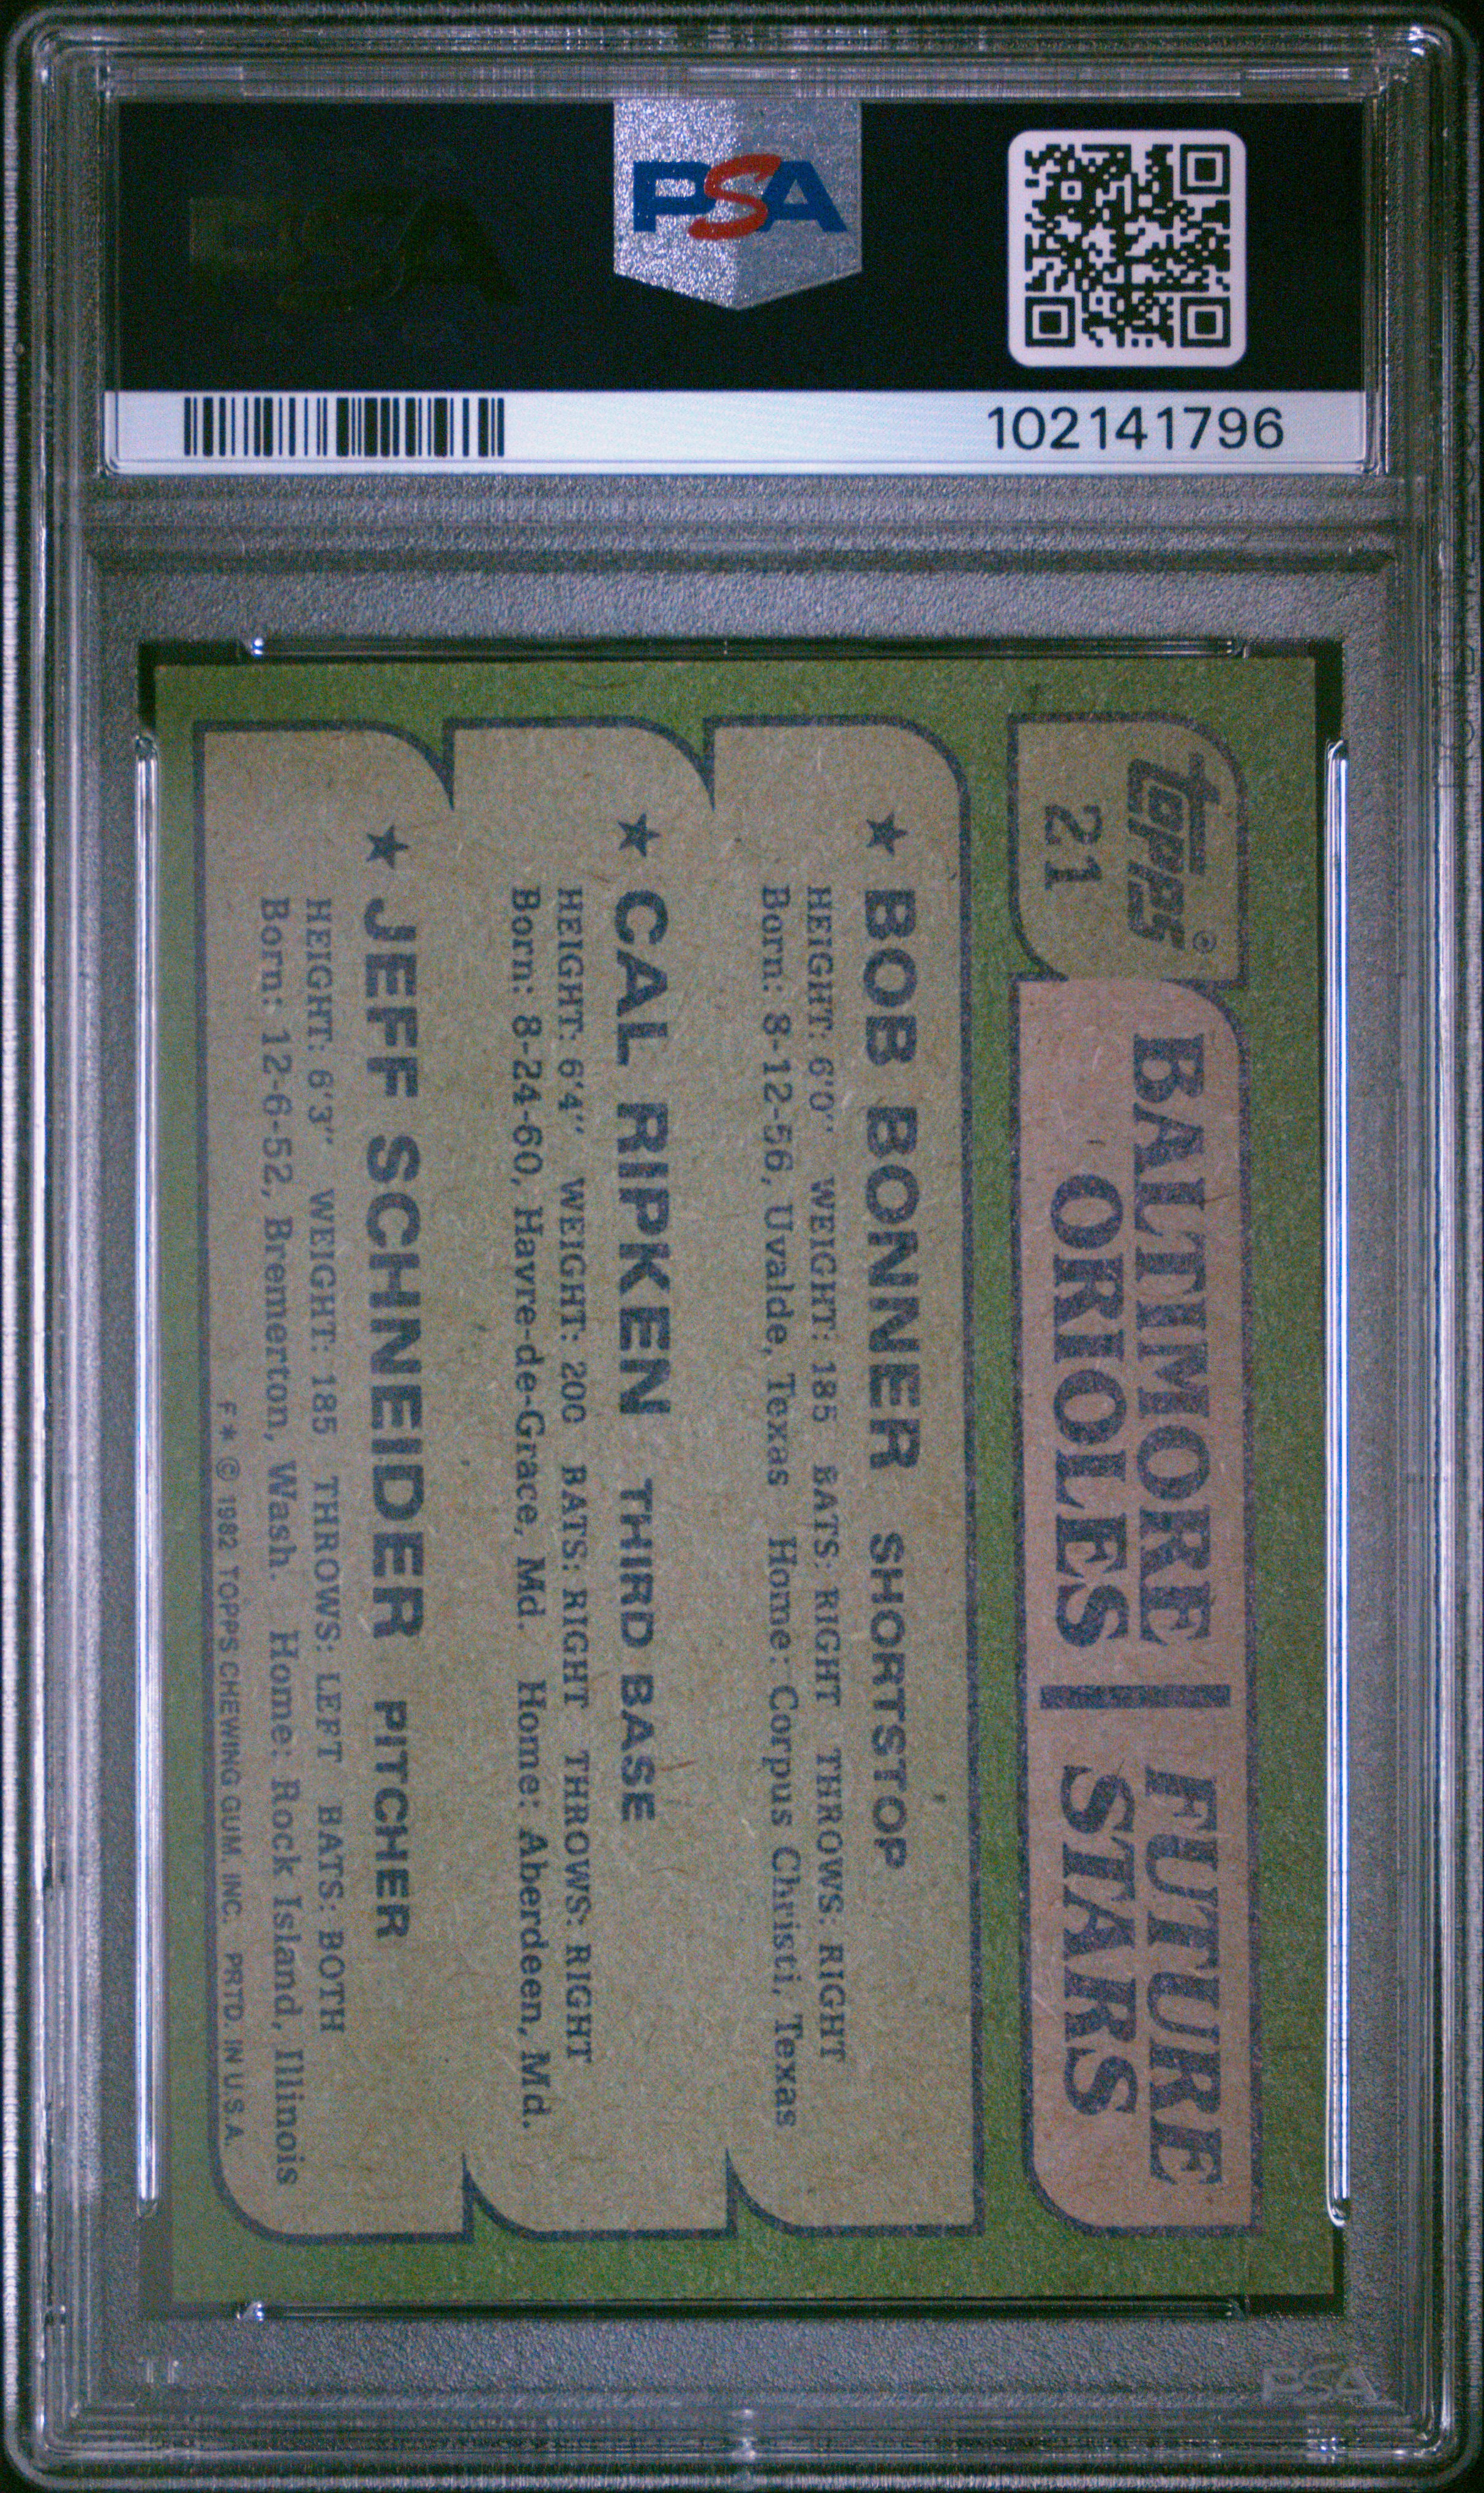 PSA
102141796
topps®
21
BALTIMORE
ORIOLES
FUTURE
STARS
★ BOB BONNER SHORTSTOP
HEIGHT: 6'0" WEIGHT: 185 BATS: RIGHT THROWS: RIGHT
Born: 8-12-56, Uvalde, Texas Home: Corpus Christi, Texas
★ CAL RIPKEN THIRD BASE
HEIGHT: 6'4" WEIGHT: 200 BATS: RIGHT THROWS: RIGHT
Born: 8-24-60, Havre-de-Grace, Md. Home: Aberdeen, Md.
★ JEFF SCHNEIDER PITCHER
HEIGHT: 6'3" WEIGHT: 185 THROWS: LEFT BATS: BOTH
Born: 12-6-52, Bremerton, Wash. Home: Rock Island, Illinois
F * © 1982 TOPPS CHEWING GUM, INC. PRTD. IN U.S.A.
PSA